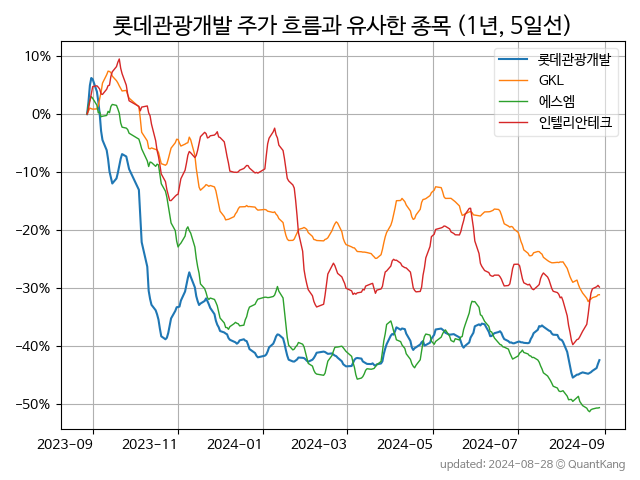 롯데관광개발 주가 흐름과 유사한 종목 (1년, 5일선)
롯데관광개발
GKL
에스엠
인텔리안테크
10%
0%
−10%
−20%
−30%
−40%
−50%
2023-09
2023-11
2024-01
2024-03
2024-05
2024-07
2024-09
updated: 2024-08-28 © QuantKang